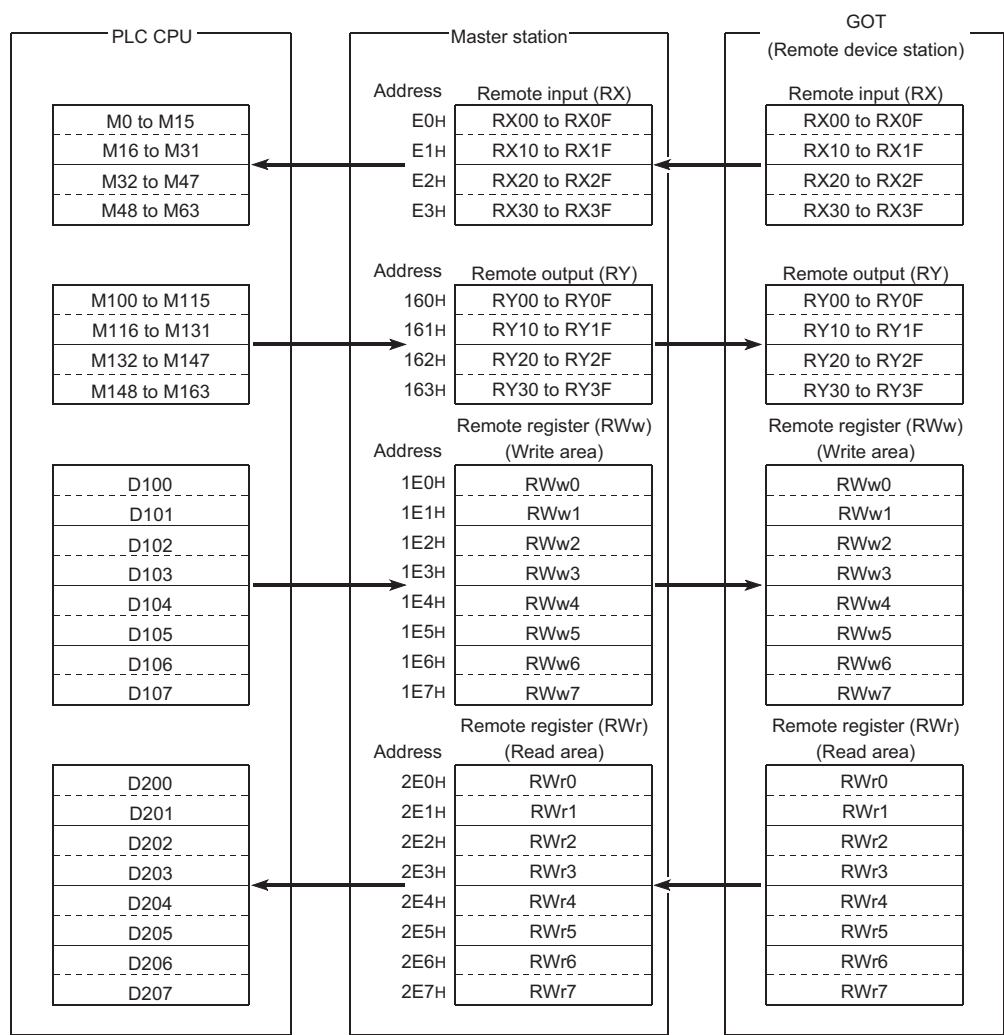 PLC CPU Master station GOT
(Remote device station)
Address Remote input (RX) Remote input (RX)
M0 to M15 E0H RX00 to RX0F RX00 to RX0F
M16 to M31 E1H RX10 to RX1F RX10 to RX1F
M32 to M47 E2H RX20 to RX2F RX20 to RX2F
M48 to M63 E3H RX30 to RX3F RX30 to RX3F
Address Remote output (RY) Remote output (RY)
M100 to M115 160H RY00 to RY0F RY00 to RY0F
M116 to M131 161H RY10 to RY1F RY10 to RY1F
M132 to M147 162H RY20 to RY2F RY20 to RY2F
M148 to M163 163H RY30 to RY3F RY30 to RY3F
Remote register (RWw) Remote register (RWw)
Address (Write area) (Write area)
D100 1E0H RWw0 RWw0
D101 1E1H RWw1 RWw1
D102 1E2H RWw2 RWw2
D103 1E3H RWw3 RWw3
D104 1E4H RWw4 RWw4
D105 1E5H RWw5 RWw5
D106 1E6H RWw6 RWw6
D107 1E7H RWw7 RWw7
Remote register (RWr) Remote register (RWr)
Address (Read area) (Read area)
D200 2E0H RWr0 RWr0
D201 2E1H RWr1 RWr1
D202 2E2H RWr2 RWr2
D203 2E3H RWr3 RWr3
D204 2E4H RWr4 RWr4
D205 2E5H RWr5 RWr5
D206 2E6H RWr6 RWr6
D207 2E7H RWr7 RWr7